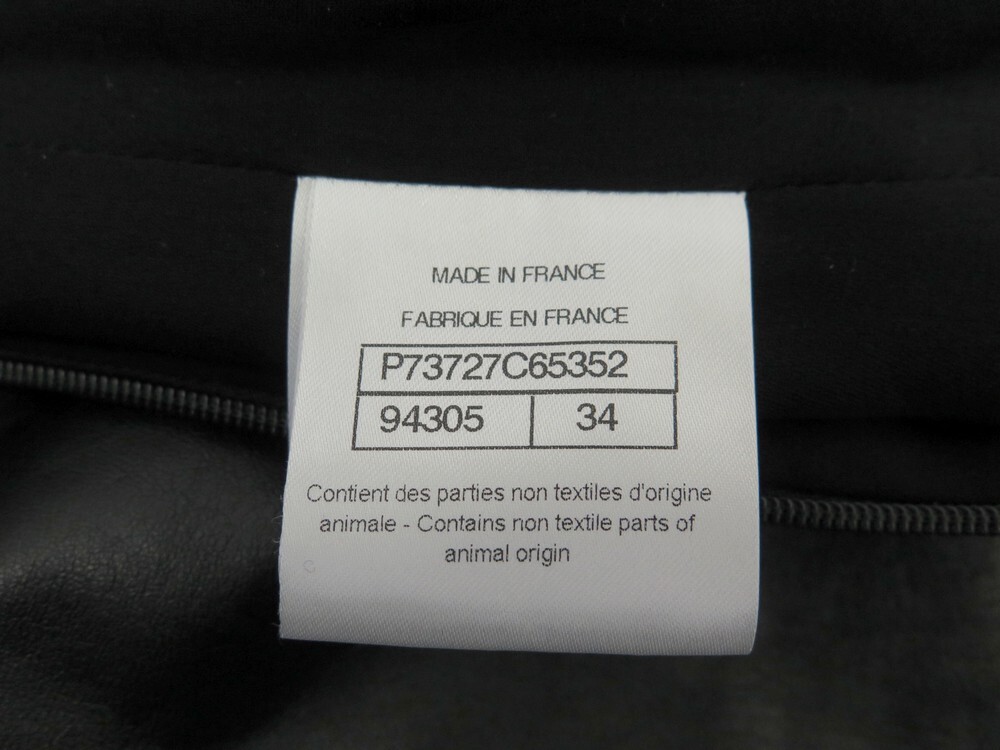 MADE IN FRANCE
FABRIQUE EN FRANCE
P73727C65352
94305 34
Contient des parties non textiles d'origine
animale - Contains non textile parts of
animal origin